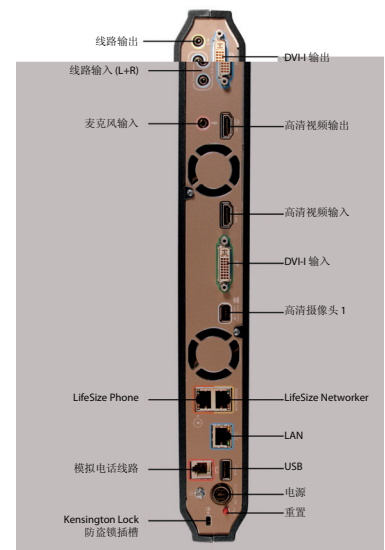 线路输出
DVI-I 输出
线路输入 (L+R)
麦克风输入
高清视频输出
高清视频输入
DVI-I 输入
高清摄像头 1
LifeSize Phone
LifeSize Networker
LAN
模拟电话线路
USB
电源
重置
Kensington Lock
防盗锁插槽